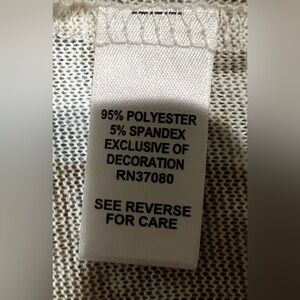 95% POLYESTER
5% SPANDEX
EXCLUSIVE OF
DECORATION
RN37080
SEE REVERSE
FOR CARE